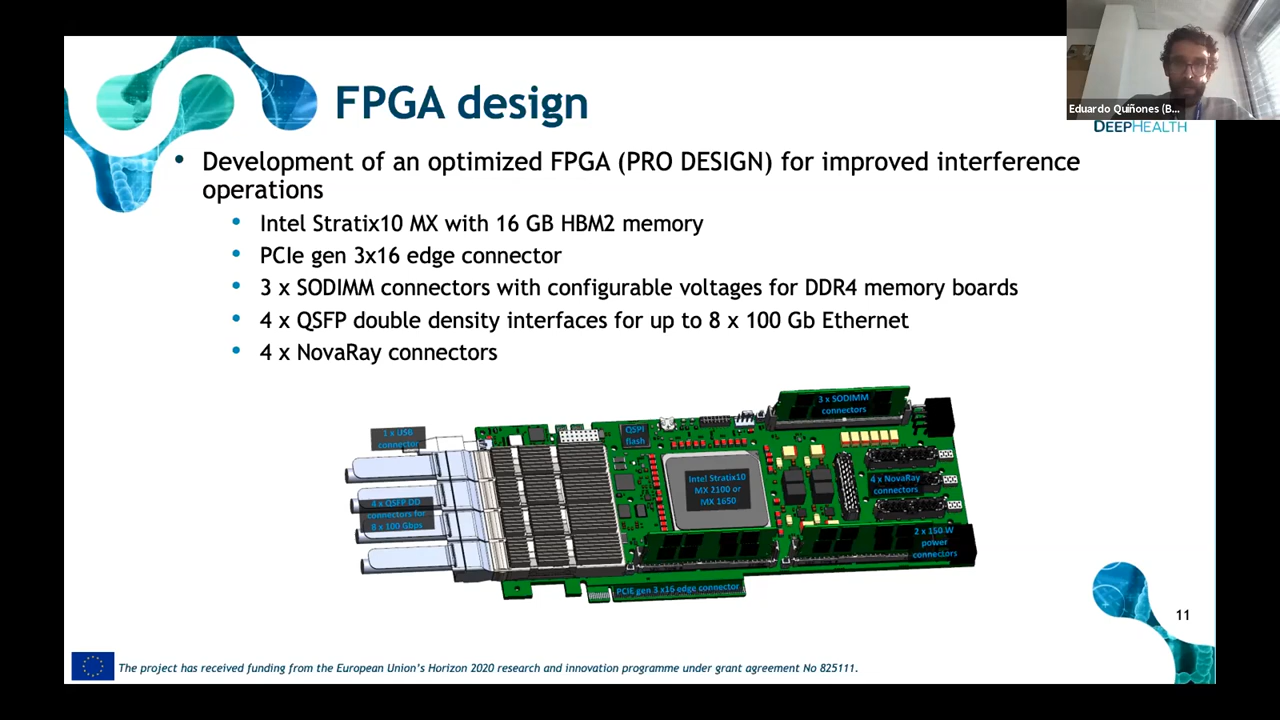 Eduardo Quiñones (B...
DEEPHEALTH
FPGA design
• Development of an optimized FPGA (PRO DESIGN) for improved interference
operations
• Intel Stratix10 MX with 16 GB HBM2 memory
• PCIe gen 3x16 edge connector
• 3 x SODIMM connectors with configurable voltages for DDR4 memory boards
• 4 x QSFP double density interfaces for up to 8 x 100 Gb Ethernet
• 4 x NovaRay connectors
3 x SODIMM
connectors
1 x USB
connector
QSPI
flash
Intel Stratix10
MX 2100 or
MX 1650
4 x NovaRay
connectors
4 x QSFP DD
connectors for
8 x 100 Gbps
2 x 150 W
power
connectors
PCIE gen 3 x16 edge connector
11
The project has received funding from the European Union's Horizon 2020 research and innovation programme under grant agreement No 825111.